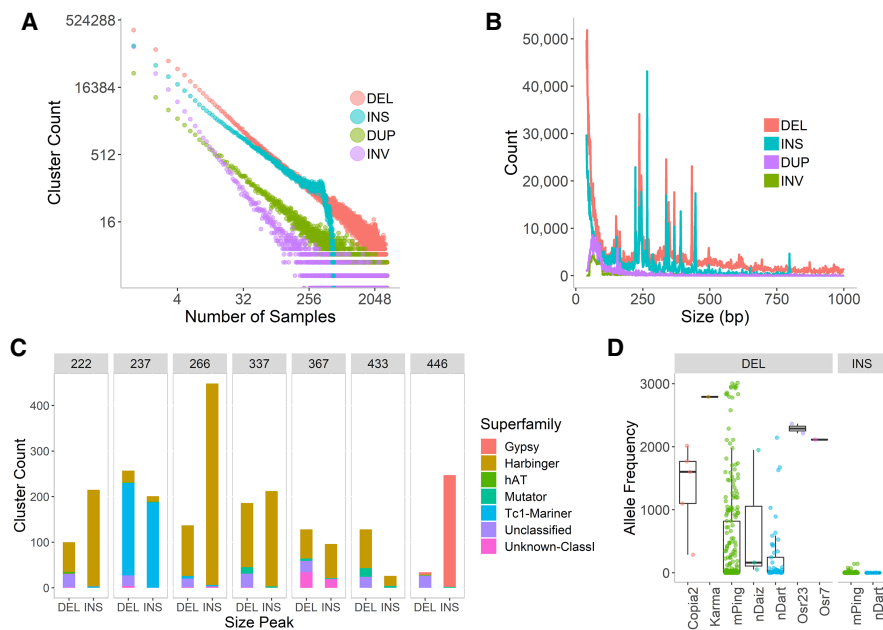 A
524288
16384
512
16
Cluster Count
4
32
256
2048
Number of Samples
DEL
INS
DUP
INV
B
50,000
40,000
30,000
20,000
10,000
0
Count
0
250
500
750
1000
Size (bp)
DEL
INS
DUP
INV
C
222
237
266
337
367
433
446
400
300
200
100
0
Cluster Count
DEL INS
DEL INS
DEL INS
DEL INS
DEL INS
DEL INS
DEL INS
Size Peak
Superfamily
Gypsy
Harbinger
hAT
Mutator
Tc1-Mariner
Unclassified
Unknown-ClassI
D
DEL
INS
3000
2000
1000
0
Allele Frequency
Copia2
Karma
mPing
nDaiz
nDart
Osr23
Osr7
mPing
nDart